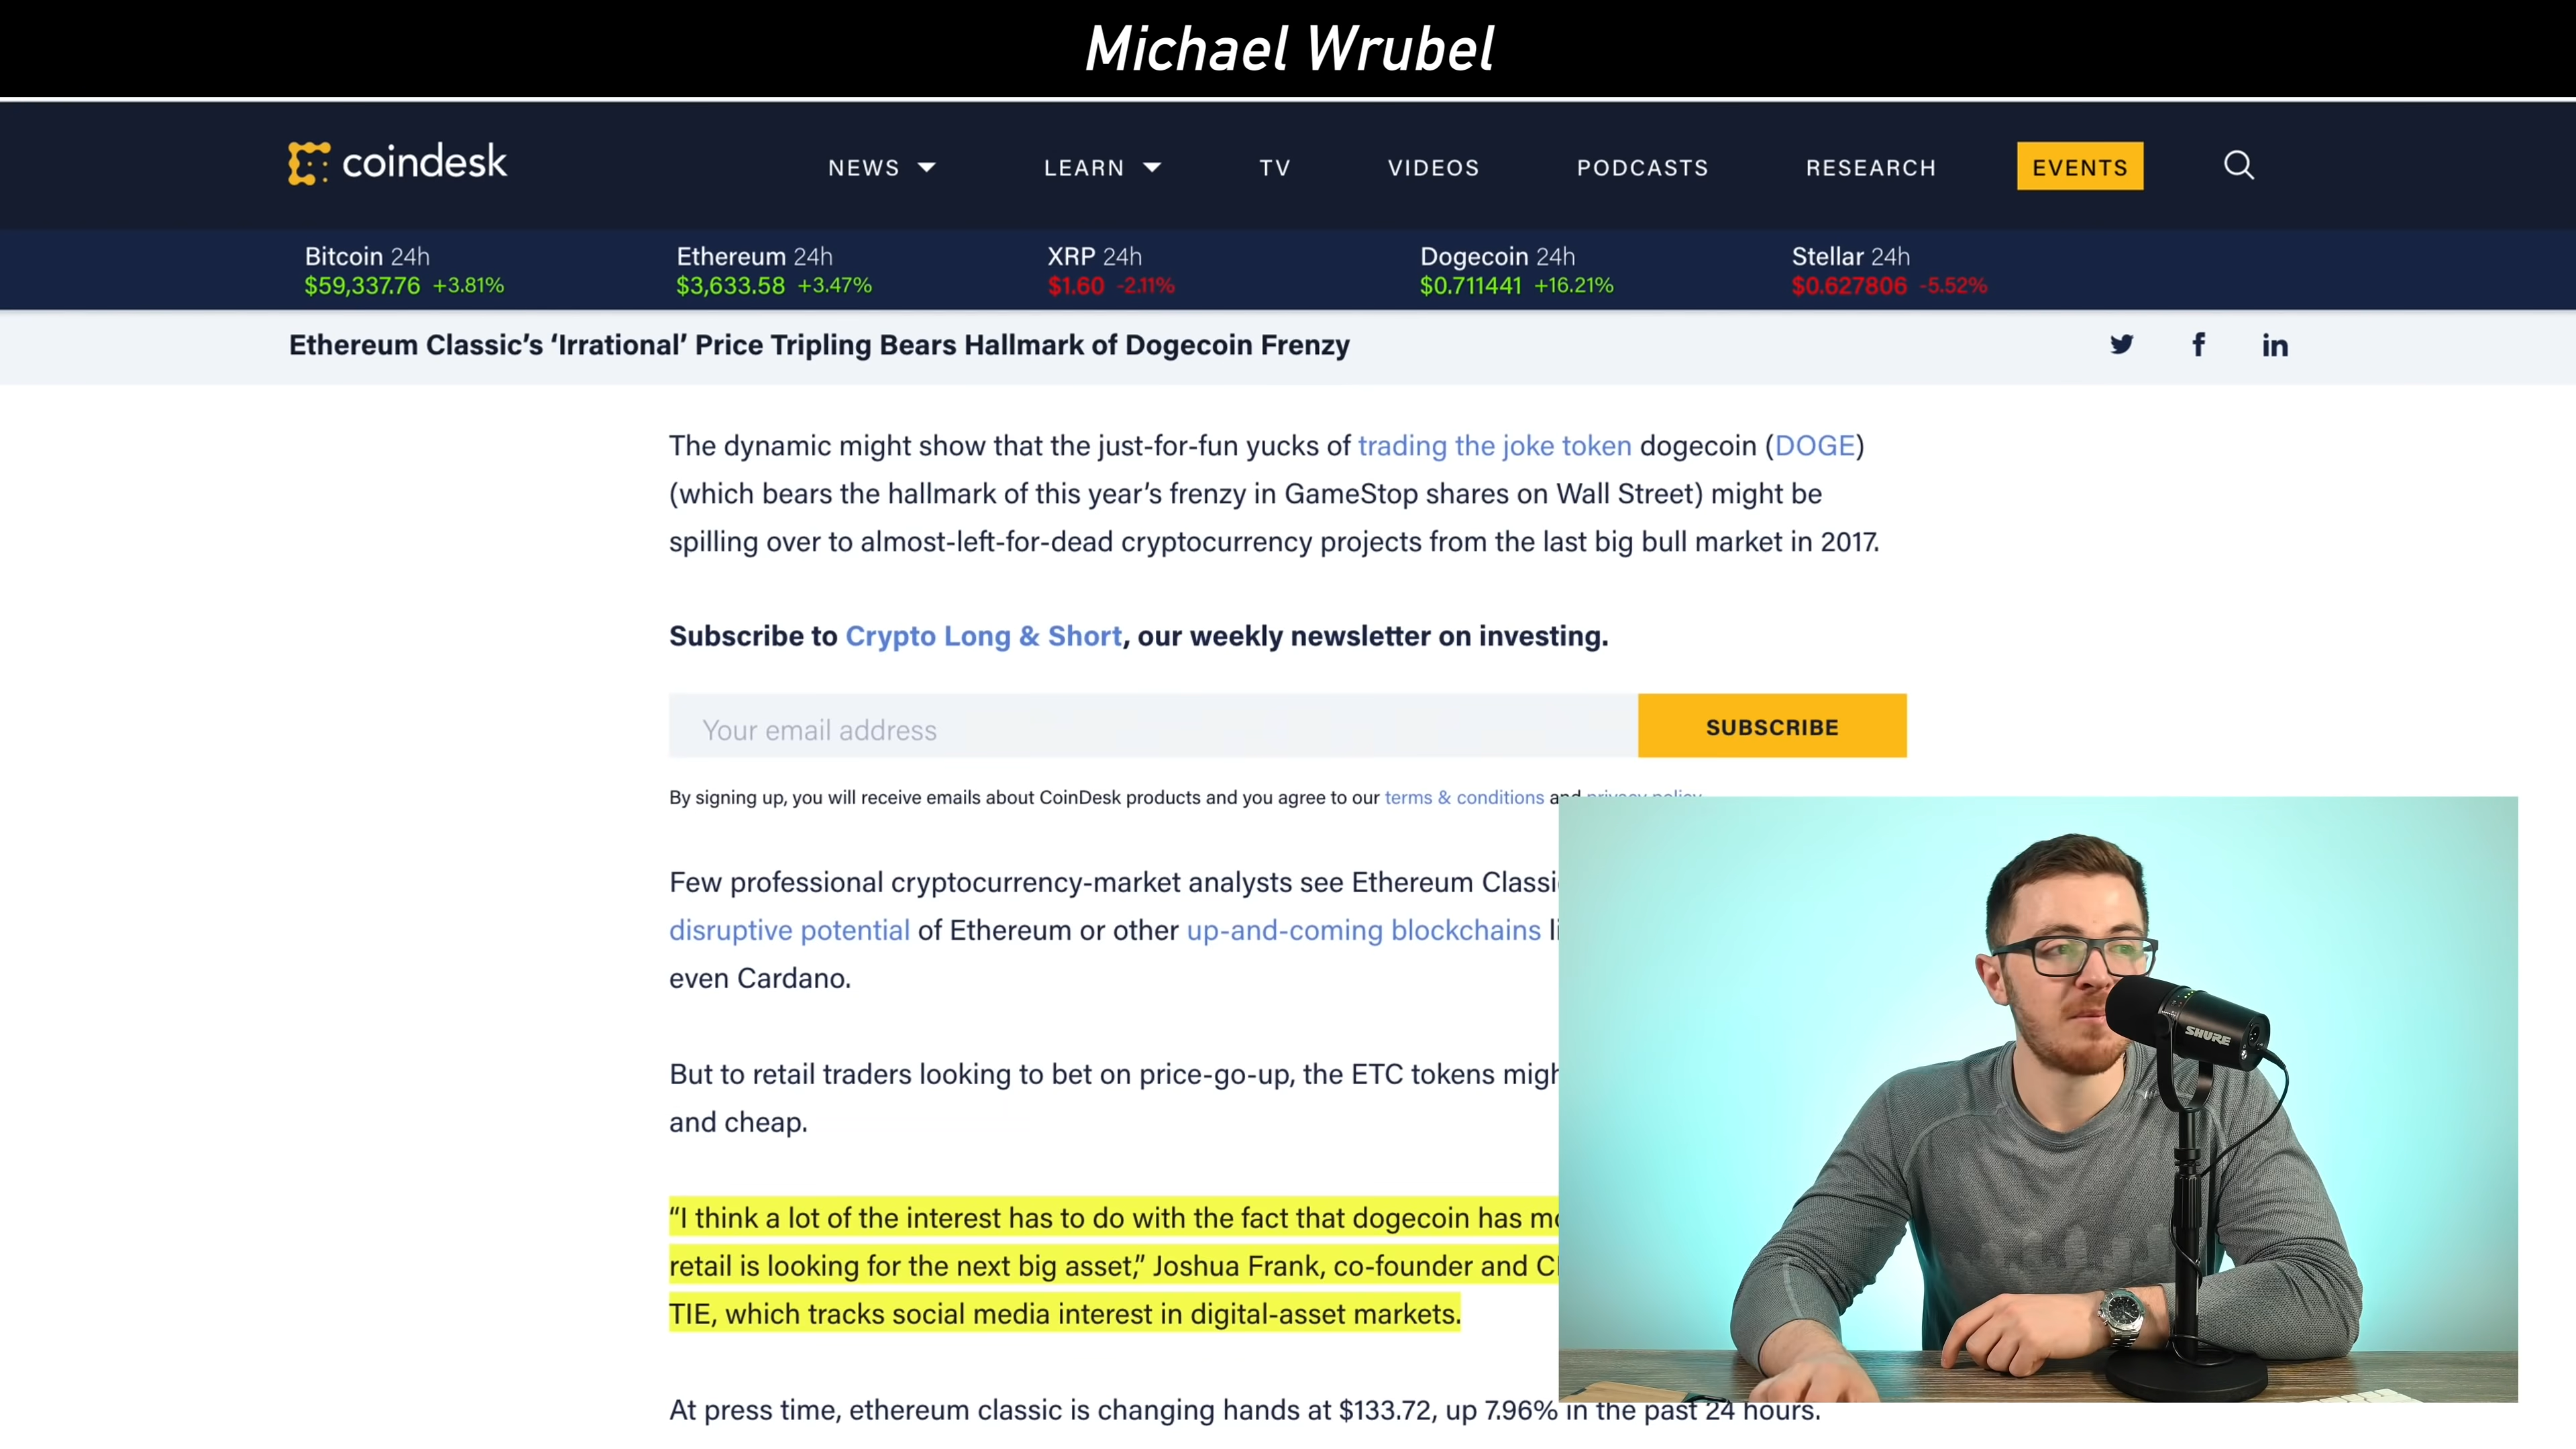 Michael Wrubel
coindesk
NEWS LEARN TV VIDEOS PODCASTS RESEARCH EVENTS
Bitcoin 24h Ethereum 24h XRP 24h Dogecoin 24h Stellar 24h
$59,337.76 +3.81% $3,633.58 +3.47% $1.60 -2.11% $0.711441 +16.21% $0.627806 -5.52%
Ethereum Classic’s ‘Irrational’ Price Tripling Bears Hallmark of Dogecoin Frenzy
The dynamic might show that the just-for-fun yucks of trading the joke token dogecoin (DOGE)
(which bears the hallmark of this year’s frenzy in GameStop shares on Wall Street) might be
spilling over to almost-left-for-dead cryptocurrency projects from the last big bull market in 2017.
Subscribe to Crypto Long & Short, our weekly newsletter on investing.
Your email address SUBSCRIBE
By signing up, you will receive emails about CoinDesk products and you agree to our terms & conditions and privacy policy
Few professional cryptocurrency-market analysts see Ethereum
disruptive potential of Ethereum or other up-and-coming blockchains
even Cardano.
But to retail traders looking to bet on price-go-up, the ETC tokens
and cheap.
“I think a lot of the interest has to do with the fact that dogecoin has
retail is looking for the next big asset,” Joshua Frank, co-founder and
TIE, which tracks social media interest in digital-asset markets.
At press time, ethereum classic is changing hands at $133.72, up 7.96% in the past 24 hours.
SHURE